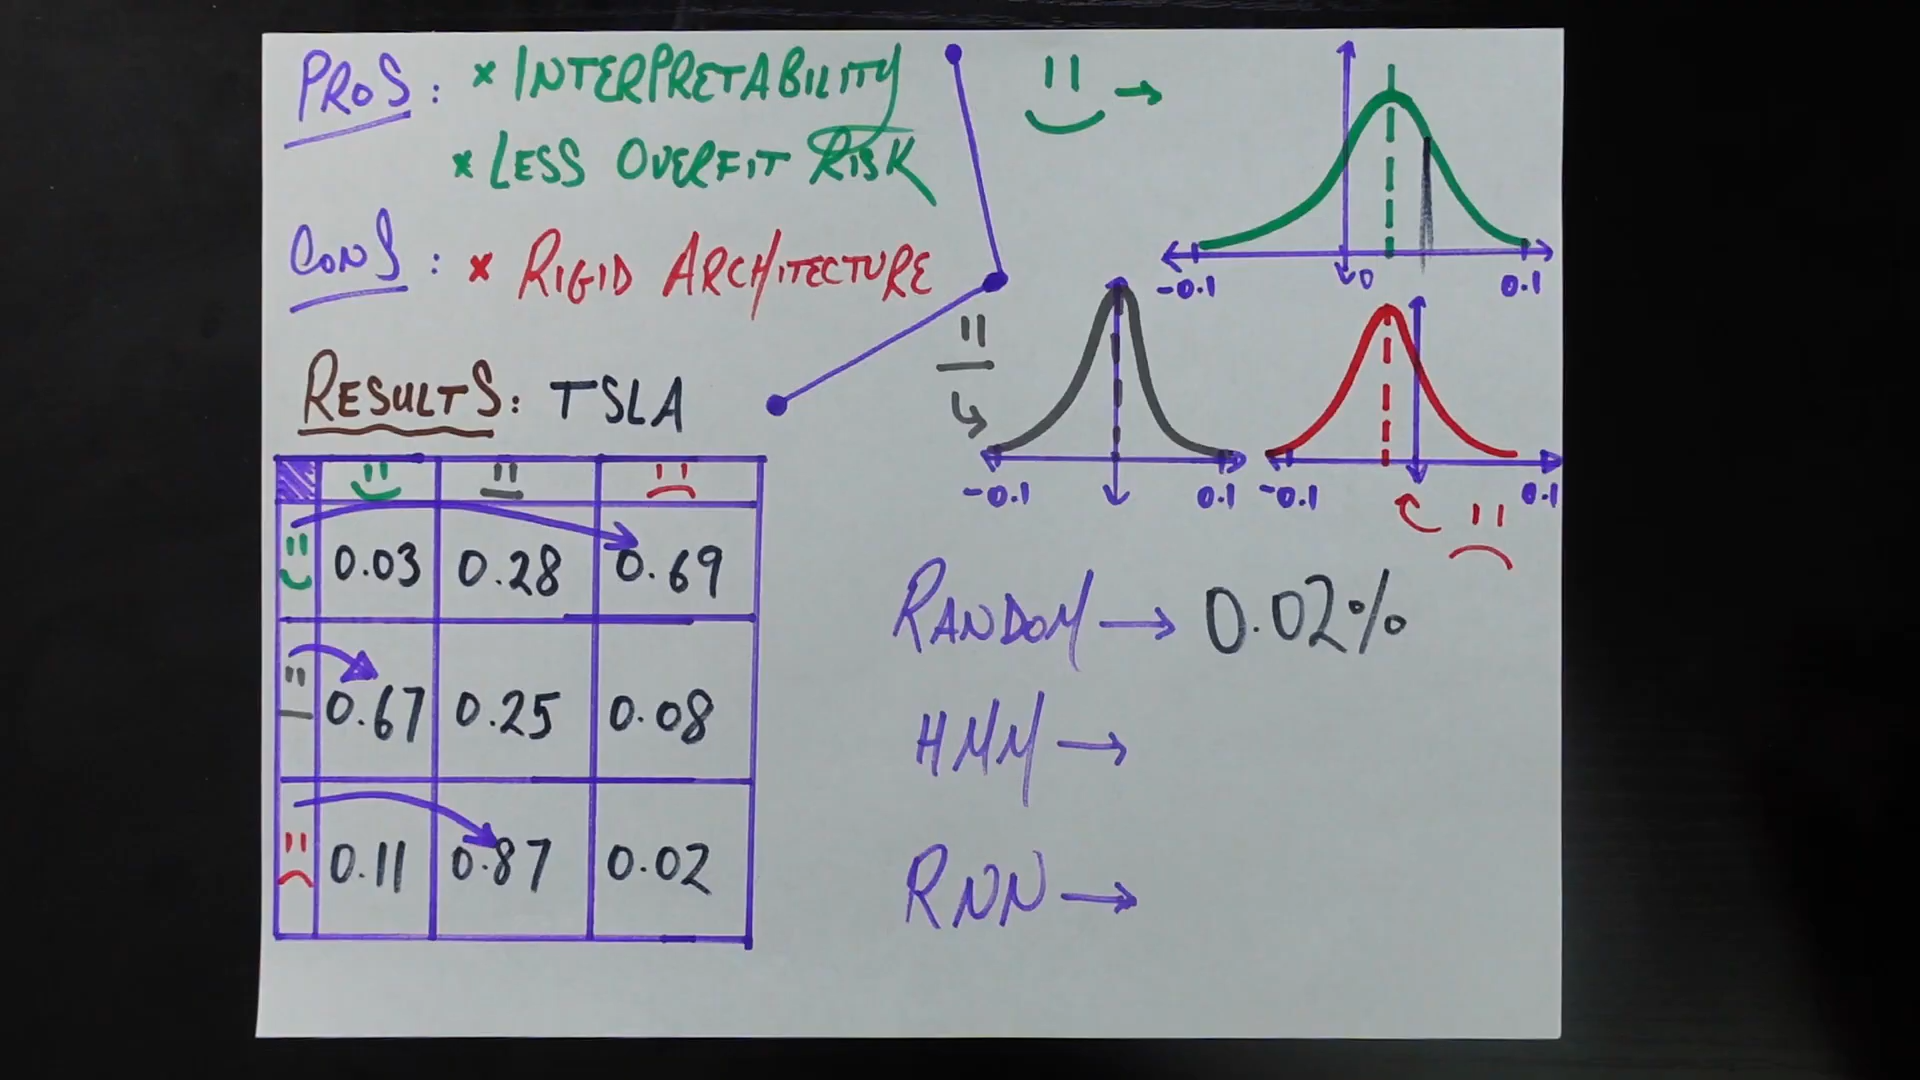 PROS: × INTERPRETABILITY
× LESS OVERFIT RISK
CONS: × RIGID ARCHITECTURE
RESULTS: TSLA
0.03 0.28 0.69
0.67 0.25 0.08
0.11 0.87 0.02
-0.1 0 0.1
-0.1 0.1
-0.1 0.1
RANDOM → 0.02%
HMM →
RNN →